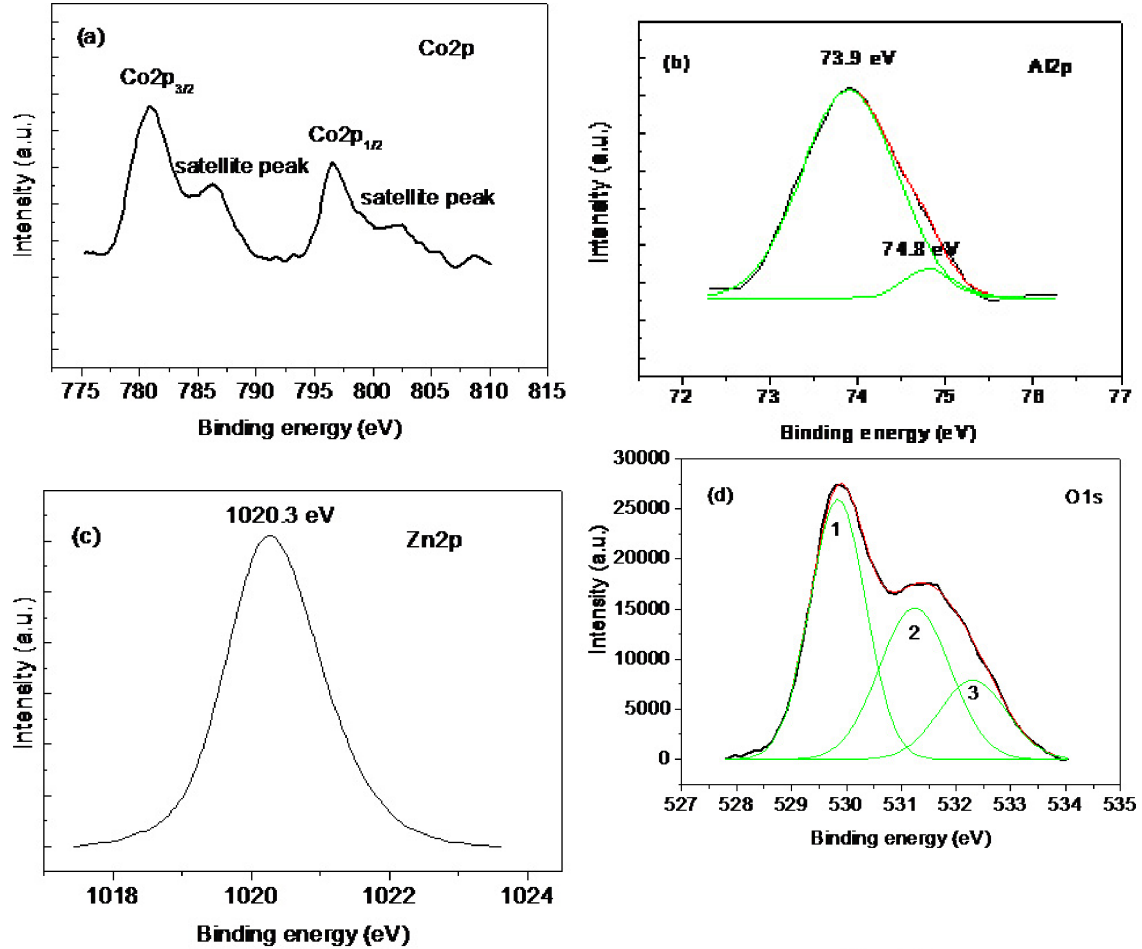 (a)
Co2p
Co2p3/2
Co2p1/2
satellite peak
satellite peak
Intensity (a.u.)
775 780 785 790 795 800 805 810 815
Binding energy (eV)
(b)
73.9 eV
Al2p
74.8 eV
Intensity (a.u.)
72 73 74 75 76 77
Binding energy (eV)
(c)
1020.3 eV
Zn2p
Intensity (a.u.)
1018 1020 1022 1024
Binding energy (eV)
(d)
O1s
30000
25000
20000
15000
10000
5000
0
1
2
3
Intensity (a.u.)
527 528 529 530 531 532 533 534 535
Binding energy (eV)